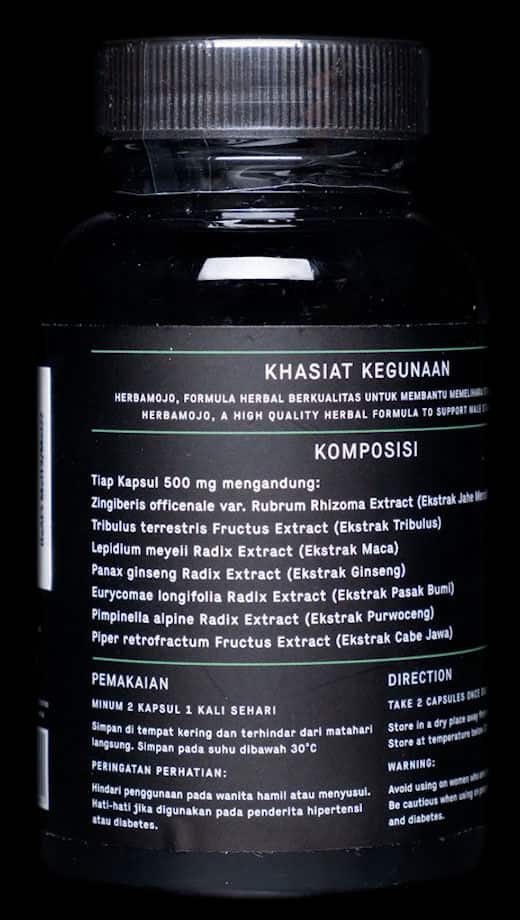 KHASIAT KEGUNAAN
HERBAMOJO, FORMULA HERBAL BERKUALITAS UNTUK MEMBANTU MEMELIHARA
HERBAMOJO, A HIGH QUALITY HERBAL FORMULA TO SUPPORT MALE
KOMPOSISI
Tiap Kapsul 500 mg mengandung:
Zingiberis officenale var. Rubrum Rhizoma Extract (Ekstrak Jahe
Tribulus terrestris Fructus Extract (Ekstrak Tribulus)
Lepidium meyeii Radix Extract (Ekstrak Maca)
Panax ginseng Radix Extract (Ekstrak Ginseng)
Eurycomae longifolia Radix Extract (Ekstrak Pasak Bumi)
Pimpinella alpine Radix Extract (Ekstrak Purwoceng)
Piper retrofractum Fructus Extract (Ekstrak Cabe Jawa)
PEMAKAIAN
MINUM 2 KAPSUL 1 KALI SEHARI
Simpan di tempat kering dan terhindar dari matahari
langsung. Simpan pada suhu dibawah 30°C
PERINGATAN PERHATIAN:
Hindari penggunaan pada wanita hamil atau menyusui.
Hati-hati jika digunakan pada penderita hipertensi
atau diabetes.
DIRECTION
TAKE 2 CAPSULES ONCE
Store in a dry place away
Store at temperature
WARNING:
Avoid using on women who
Be cautious when using
and diabetes.